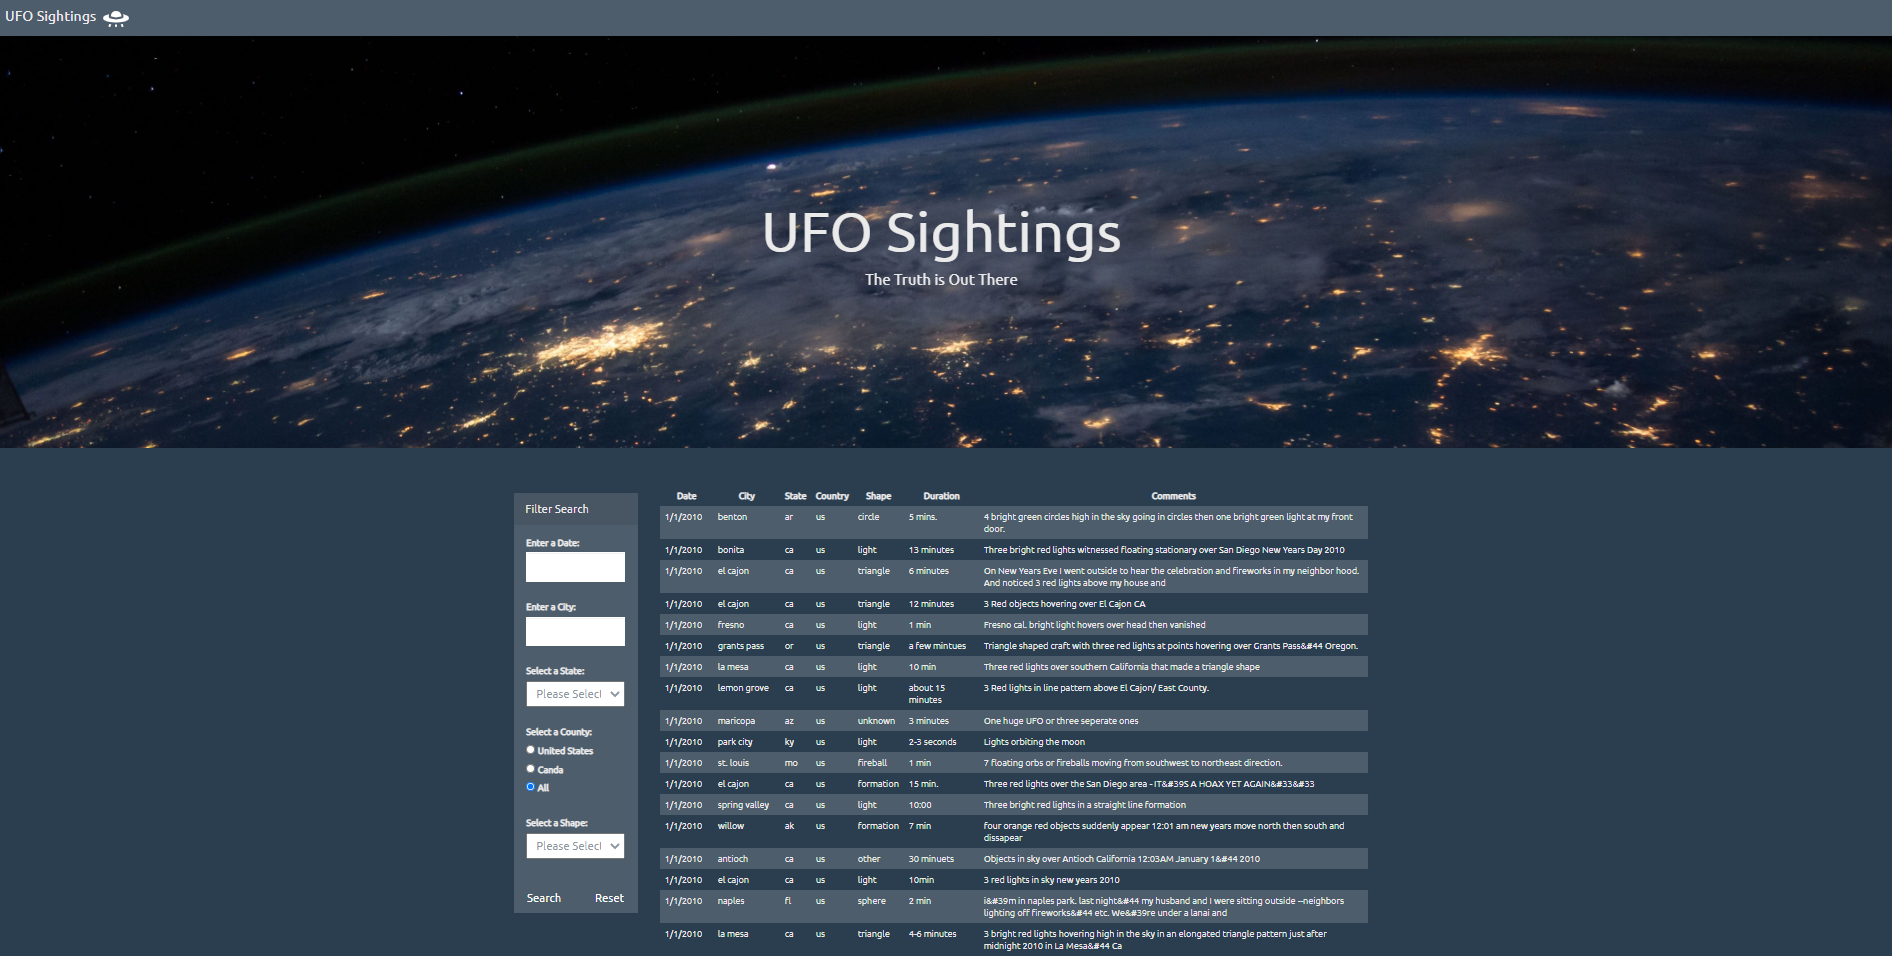 UFO Sightings
UFO Sightings
The Truth is Out There
Filter Search
Enter a Date:
Enter a City:
Select a State:
Please Select
Select a County:
United States
Canda
All
Select a Shape:
Please Select
Search Reset
Date City State Country Shape Duration Comments
1/1/2010 benton ar us circle 5 mins. 4 bright green circles high in the sky going in circles then one bright green light at my front
door.
1/1/2010 bonita ca us light 13 minutes Three bright red lights witnessed floating stationary over San Diego New Years Day 2010
1/1/2010 el cajon ca us triangle 6 minutes On New Years Eve I went outside to hear the celebration and fireworks in my neighbor hood.
And noticed 3 red lights above my house and
1/1/2010 el cajon ca us triangle 12 minutes 3 Red objects hovering over El Cajon CA
1/1/2010 fresno ca us light 1 min Fresno cal. bright light hovers over head then vanished
1/1/2010 grants pass or us triangle a few mintues Triangle shaped craft with three red lights at points hovering over Grants Pass&#44 Oregon.
1/1/2010 la mesa ca us light 10 min Three red lights over southern California that made a triangle shape
1/1/2010 lemon grove ca us light about 15 3 Red lights in line pattern above El Cajon/ East County.
minutes
1/1/2010 maricopa az us unknown 3 minutes One huge UFO or three seperate ones
1/1/2010 park city ky us light 2-3 seconds Lights orbiting the moon
1/1/2010 st. louis mo us fireball 1 min 7 floating orbs or fireballs moving from southwest to northeast direction.
1/1/2010 el cajon ca us formation 15 min. Three red lights over the San Diego area - IT&#39S A HOAX YET AGAIN&#33&#33
1/1/2010 spring valley ca us light 10:00 Three bright red lights in a straight line formation
1/1/2010 willow ak us formation 7 min four orange red objects suddenly appear 12:01 am new years move north then south and
dissapear
1/1/2010 antioch ca us other 30 minuets Objects in sky over Antioch California 12:03AM January 1&#44 2010
1/1/2010 el cajon ca us light 10min 3 red lights in sky new years 2010
1/1/2010 naples fl us sphere 2 min i&#39m in naples park. last night&#44 my husband and I were sitting outside --neighbors
lighting off fireworks&#44 etc. We&#39re under a lanai and
1/1/2010 la mesa ca us triangle 4-6 minutes 3 bright red lights hovering high in the sky in an elongated triangle pattern just after
midnight 2010 in La Mesa&#44 Ca